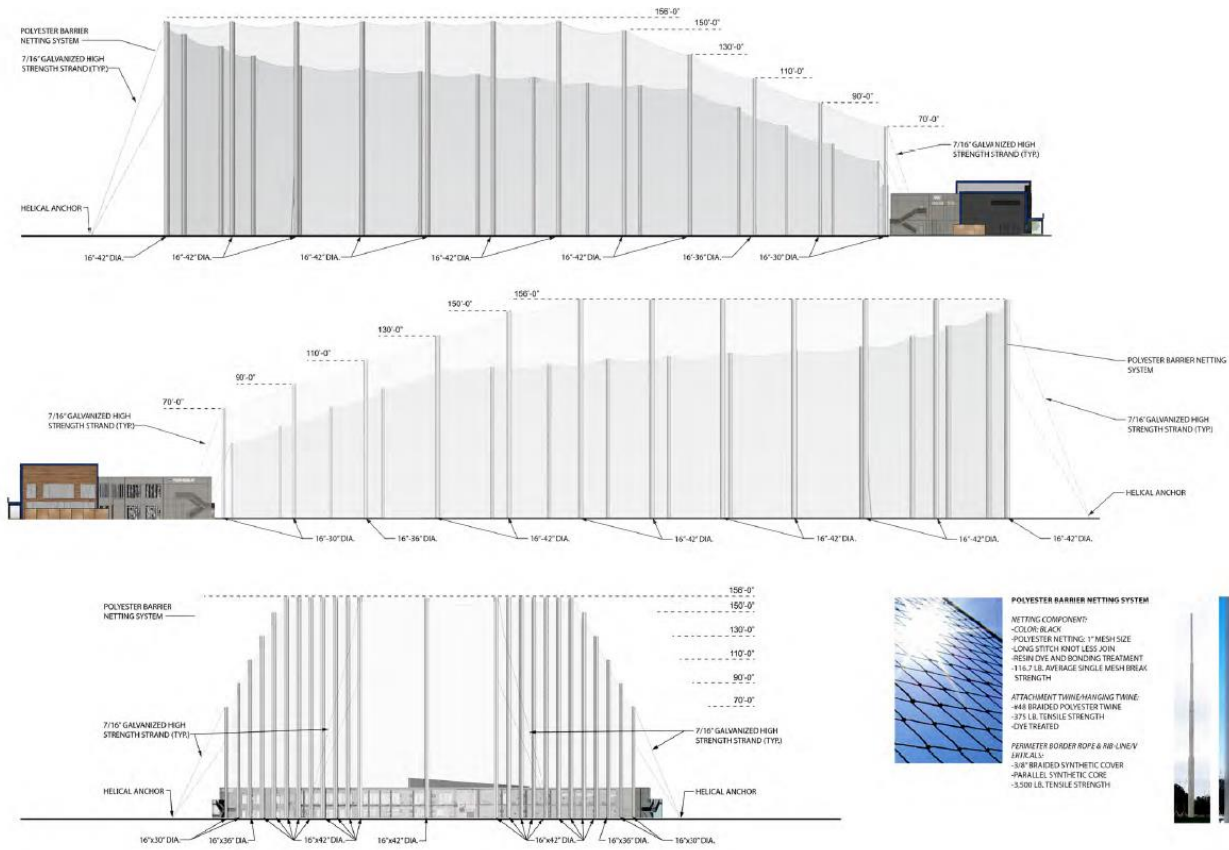 156'-0"
POLYESTER BARRIER
NETTING SYSTEM
150'-0"
7/16" GALVANIZED HIGH
STRENGTH STRAND (TYP.)
130'-0"
110'-0"
90'-0"
70'-0"
7/16" GALVANIZED HIGH
STRENGTH STRAND (TYP.)
HELICAL ANCHOR
16"-42" DIA.
16"-42" DIA.
16"-42" DIA.
16"-42" DIA.
16"-42" DIA.
16"-36" DIA.
16"-30" DIA.
156'-0"
150'-0"
130'-0"
110'-0"
90'-0"
70'-0"
7/16" GALVANIZED HIGH
STRENGTH STRAND (TYP.)
POLYESTER BARRIER NETTING
SYSTEM
7/16" GALVANIZED HIGH
STRENGTH STRAND (TYP.)
HELICAL ANCHOR
16"-30" DIA.
16"-36" DIA.
16"-42" DIA.
16"-42" DIA.
16"-42" DIA.
16"-42" DIA.
16"-42" DIA.
POLYESTER BARRIER
NETTING SYSTEM
156'-0"
150'-0"
130'-0"
110'-0"
90'-0"
70'-0"
7/16" GALVANIZED HIGH
STRENGTH STRAND (TYP.)
7/16" GALVANIZED HIGH
STRENGTH STRAND (TYP.)
HELICAL ANCHOR
HELICAL ANCHOR
16"x30" DIA.
16"x36" DIA.
16"x42" DIA.
16"x42" DIA.
16"x42" DIA.
16"x36" DIA.
16"x30" DIA.
POLYESTER BARRIER NETTING SYSTEM
NETTING COMPONENT:
-COLOR: BLACK
-POLYESTER NETTING: 1" MESH SIZE
-LONG STITCH KNOT LESS JOIN
-RESIN DYE AND BONDING TREATMENT
-116.7 LB. AVERAGE SINGLE MESH BREAK
STRENGTH
ATTACHMENT TWINE/HANGING TWINE:
-#48 BRAIDED POLYESTER TWINE
-375 LB. TENSILE STRENGTH
-DYE TREATED
PERIMETER BORDER ROPE & RIB-LINE/V
ERTICALS:
-3/8" BRAIDED SYNTHETIC COVER
-PARALLEL SYNTHETIC CORE
-3,500 LB. TENSILE STRENGTH